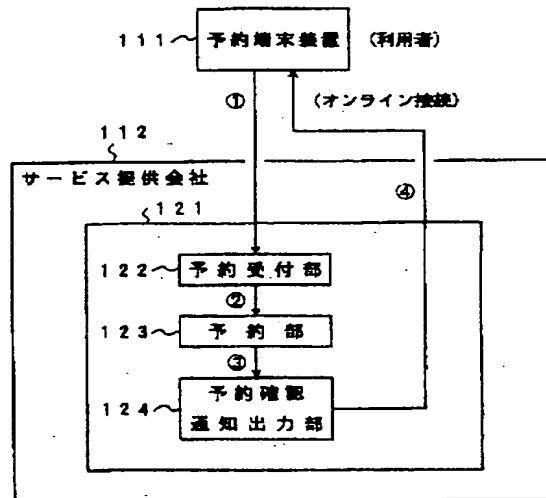 111 予約端末装置 (利用者)
① (オンライン接続)
112
サービス提供会社 ④
121
122 予約受付部
②
123 予約部
③
124 予約確認
通知出力部